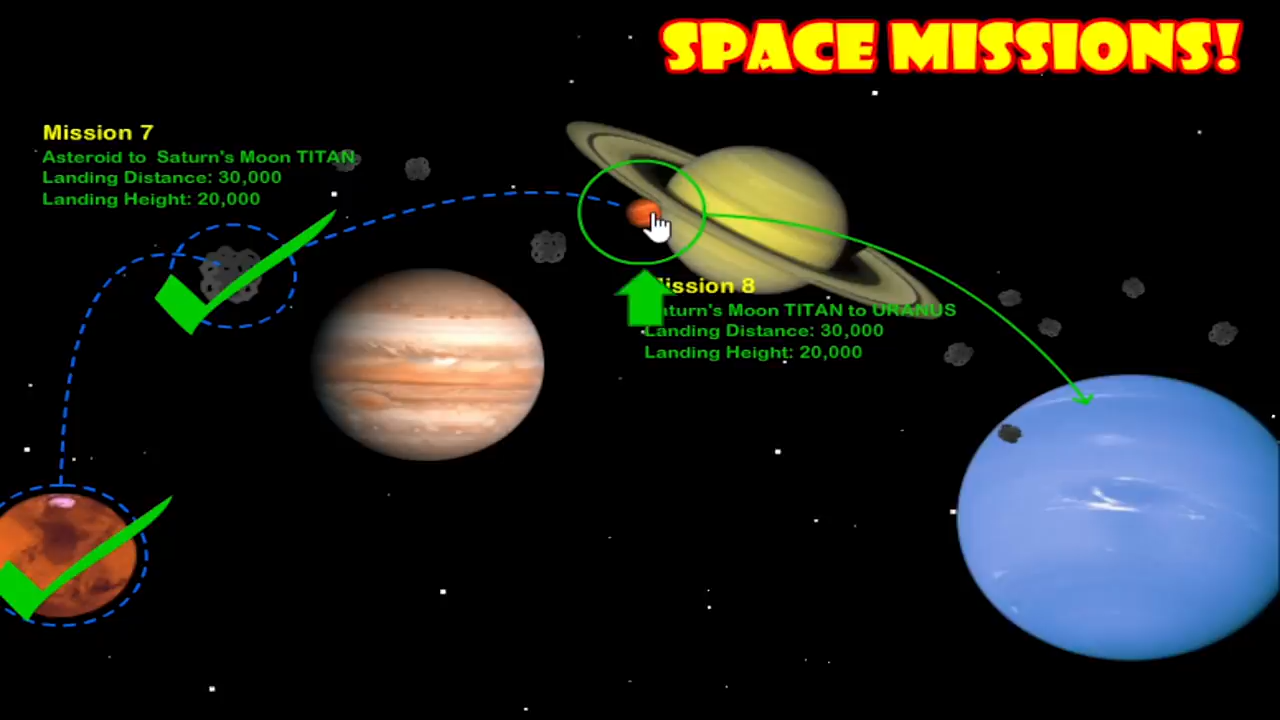 SPACE MISSIONS!
Mission 7
Asteroid to Saturn's Moon TITAN
Landing Distance: 30,000
Landing Height: 20,000
ission 8
aturn's Moon TITAN to URANUS
Landing Distance: 30,000
Landing Height: 20,000